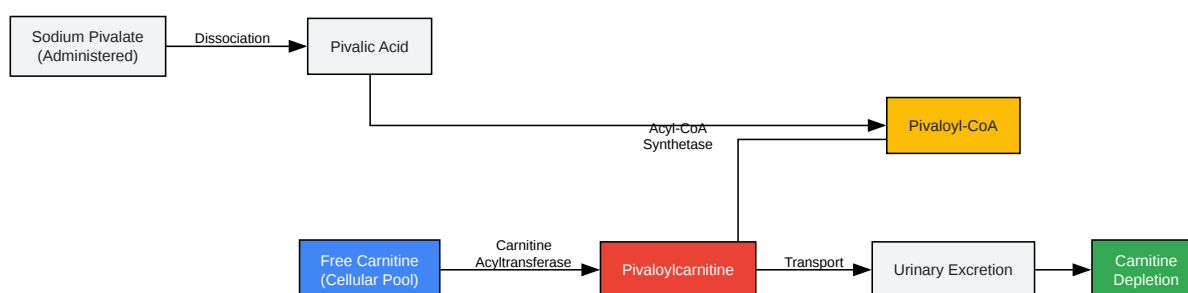 Sodium Pivalate
(Administered)
Dissociation
Pivalic Acid
Acyl-CoA
Synthetase
Pivaloyl-CoA
Free Carnitine
(Cellular Pool)
Carnitine
Acyltransferase
Pivaloylcarnitine
Transport
Urinary Excretion
Carnitine
Depletion